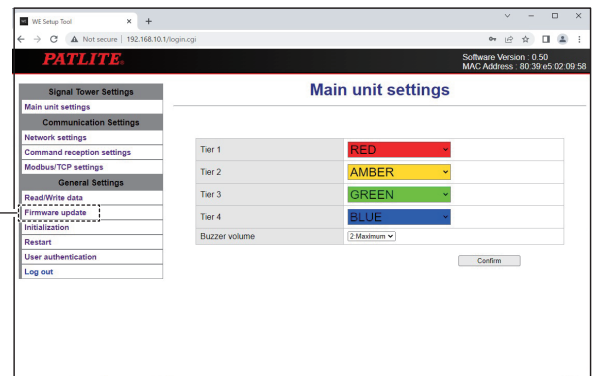 WE Setup Tool
Not secure | 192.168.10.1/login.cgi
PATLITE®
Software Version : 0.50
MAC Address : 80:39:e5:02:09:58
Signal Tower Settings
Main unit settings
Communication Settings
Network settings
Command reception settings
Modbus/TCP settings
General Settings
Read/Write data
Firmware update
Initialization
Restart
User authentication
Log out
Main unit settings
Tier 1 RED
Tier 2 AMBER
Tier 3 GREEN
Tier 4 BLUE
Buzzer volume 2:Maximum
Confirm